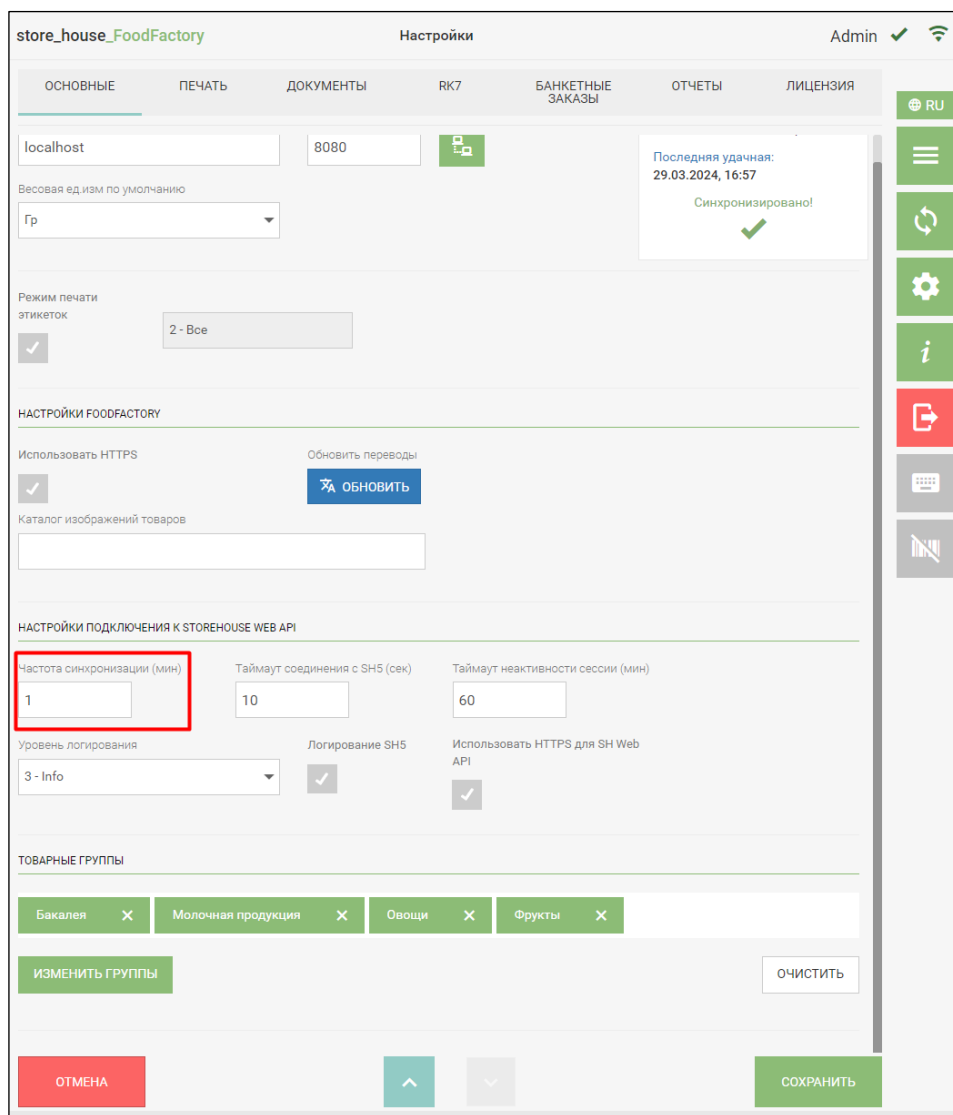 store_house_FoodFactory
Настройки
Admin
ОСНОВНЫЕ
ПЕЧАТЬ
ДОКУМЕНТЫ
RK7
БАНКЕТНЫЕ
ЗАКАЗЫ
ОТЧЕТЫ
ЛИЦЕНЗИЯ
RU
localhost
8080
Последняя удачная:
29.03.2024, 16:57
Синхронизировано!
Весовая ед.изм по умолчанию
Гр
Режим печати
этикеток
2 - Все
НАСТРОЙКИ FOODFACTORY
Использовать HTTPS
Обновить переводы
ОБНОВИТЬ
Каталог изображений товаров
НАСТРОЙКИ ПОДКЛЮЧЕНИЯ К STOREHOUSE WEB API
Частота синхронизации (мин)
Таймаут соединения с SH5 (сек)
Таймаут неактивности сессии (мин)
1
10
60
Уровень логирования
Логирование SH5
Использовать HTTPS для SH Web
API
3 - Info
ТОВАРНЫЕ ГРУППЫ
Бакалея
Молочная продукция
Овощи
Фрукты
ИЗМЕНИТЬ ГРУППЫ
ОЧИСТИТЬ
ОТМЕНА
СОХРАНИТЬ